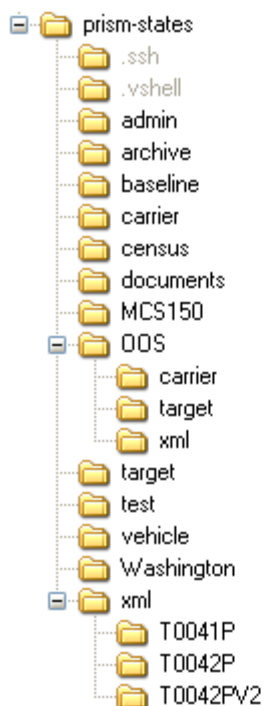 prism-states
.ssh
.vshell
admin
archive
baseline
carrier
census
documents
MCS150
OOS
carrier
target
xml
target
test
vehicle
Washington
xml
T0041P
T0042P
T0042PV2